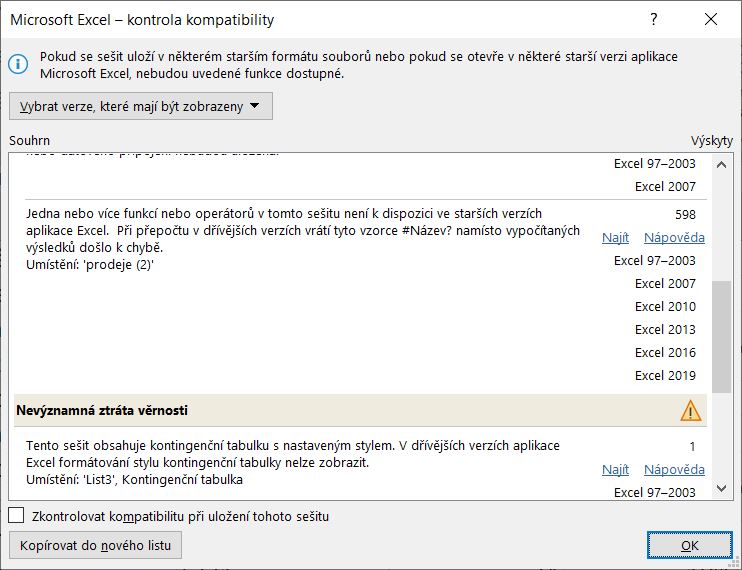 Microsoft Excel – kontrola kompatibility
?
Pokud se sešit uloží v některém starším formátu souborů nebo pokud se otevře v některé starší verzi aplikace
Microsoft Excel, nebudou uvedené funkce dostupné.
Vybrat verze, které mají být zobrazeny
Souhrn
Výskyty
Excel 97–2003
Excel 2007
Jedna nebo více funkcí nebo operátorů v tomto sešitu není k dispozici ve starších verzích
aplikace Excel.  Při přepočtu v dřívějších verzích vrátí tyto vzorce #Název? namísto vypočítaných
výsledků došlo k chybě.
Umístění: 'prodeje (2)'
598
Najít Nápověda
Excel 97–2003
Excel 2007
Excel 2010
Excel 2013
Excel 2016
Excel 2019
Nevýznamná ztráta věrnosti
Tento sešit obsahuje kontingenční tabulku s nastaveným stylem. V dřívějších verzích aplikace
Excel formátování stylu kontingenční tabulky nelze zobrazit.
Umístění: 'List3', Kontingenční tabulka
1
Najít Nápověda
Excel 97–2003
Zkontrolovat kompatibilitu při uložení tohoto sešitu
Kopírovat do nového listu
OK